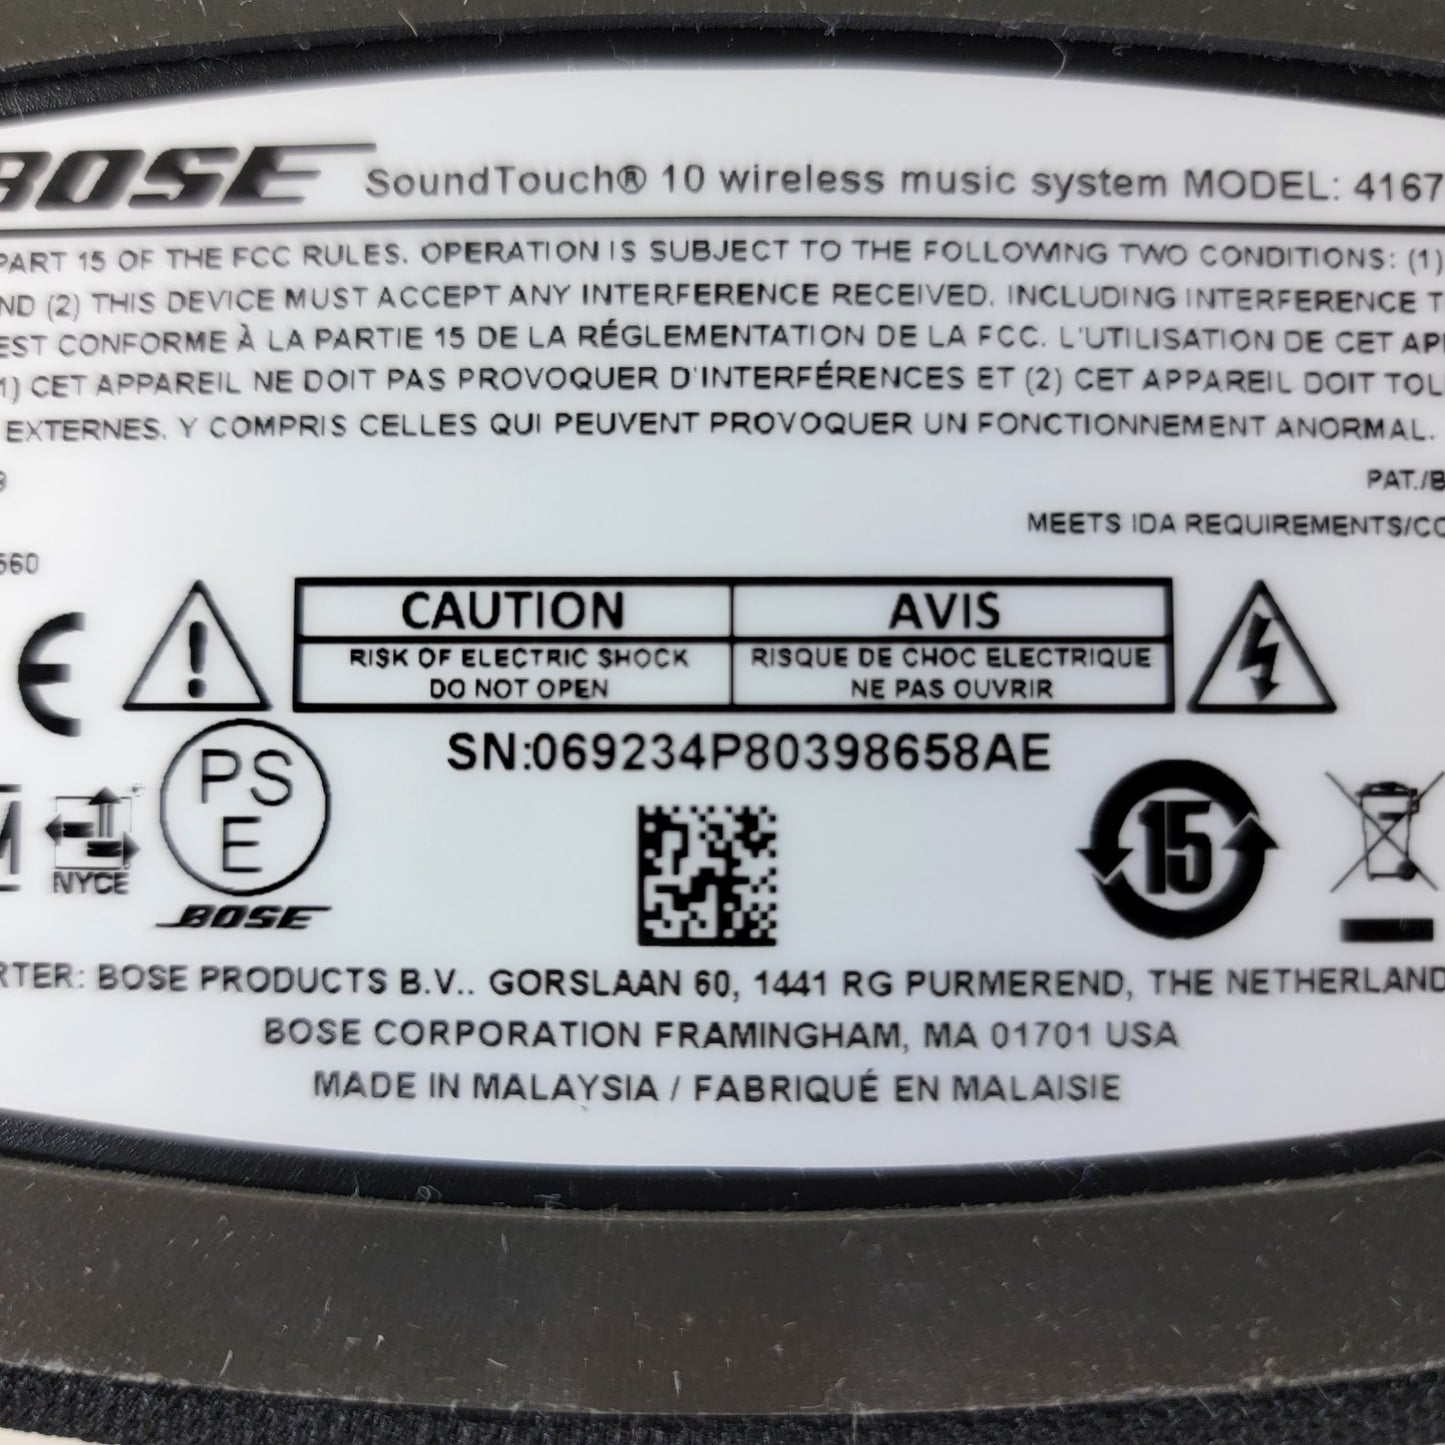 BOSE SoundTouch® 10 wireless music system MODEL: 4167
PART 15 OF THE FCC RULES. OPERATION IS SUBJECT TO THE FOLLOWING TWO CONDITIONS: (1)
ND (2) THIS DEVICE MUST ACCEPT ANY INTERFERENCE RECEIVED, INCLUDING INTERFERENCE T
EST CONFORME À LA PARTIE 15 DE LA RÉGLEMENTATION DE LA FCC. L'UTILISATION DE CET APP
1) CET APPAREIL NE DOIT PAS PROVOQUER D'INTERFÉRENCES ET (2) CET APPAREIL DOIT TOL
EXTERNES, Y COMPRIS CELLES QUI PEUVENT PROVOQUER UN FONCTIONNEMENT ANORMAL.
PAT./B
MEETS IDA REQUIREMENTS/CO
560
CE
CAUTION AVIS
RISK OF ELECTRIC SHOCK RISQUE DE CHOC ELECTRIQUE
DO NOT OPEN NE PAS OUVRIR
SN:069234P80398658AE
PS
E
NYCE
BOSE
15
RTER: BOSE PRODUCTS B.V.. GORSLAAN 60, 1441 RG PURMEREND, THE NETHERLAND
BOSE CORPORATION FRAMINGHAM, MA 01701 USA
MADE IN MALAYSIA / FABRIQUÉ EN MALAISIE